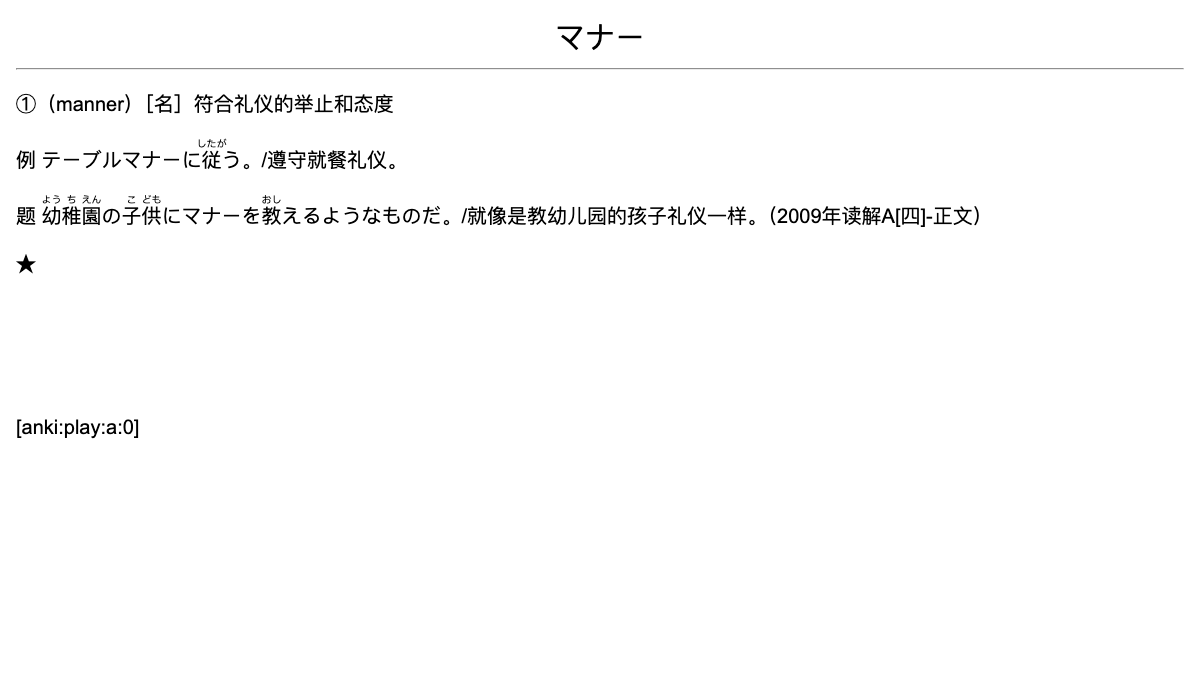 マナー
①（manner）［名］符合礼仪的举止和态度
例 テーブルマナーに従(したが)う。/遵守就餐礼仪。
题 幼(よう)稚(ち)園(えん)の子(こ)供(ども)にマナーを教(おし)えるようなものだ。/就像是教幼儿园的孩子礼仪一样。（2009年读解A[四]-正文）
★
[anki:play:a:0]